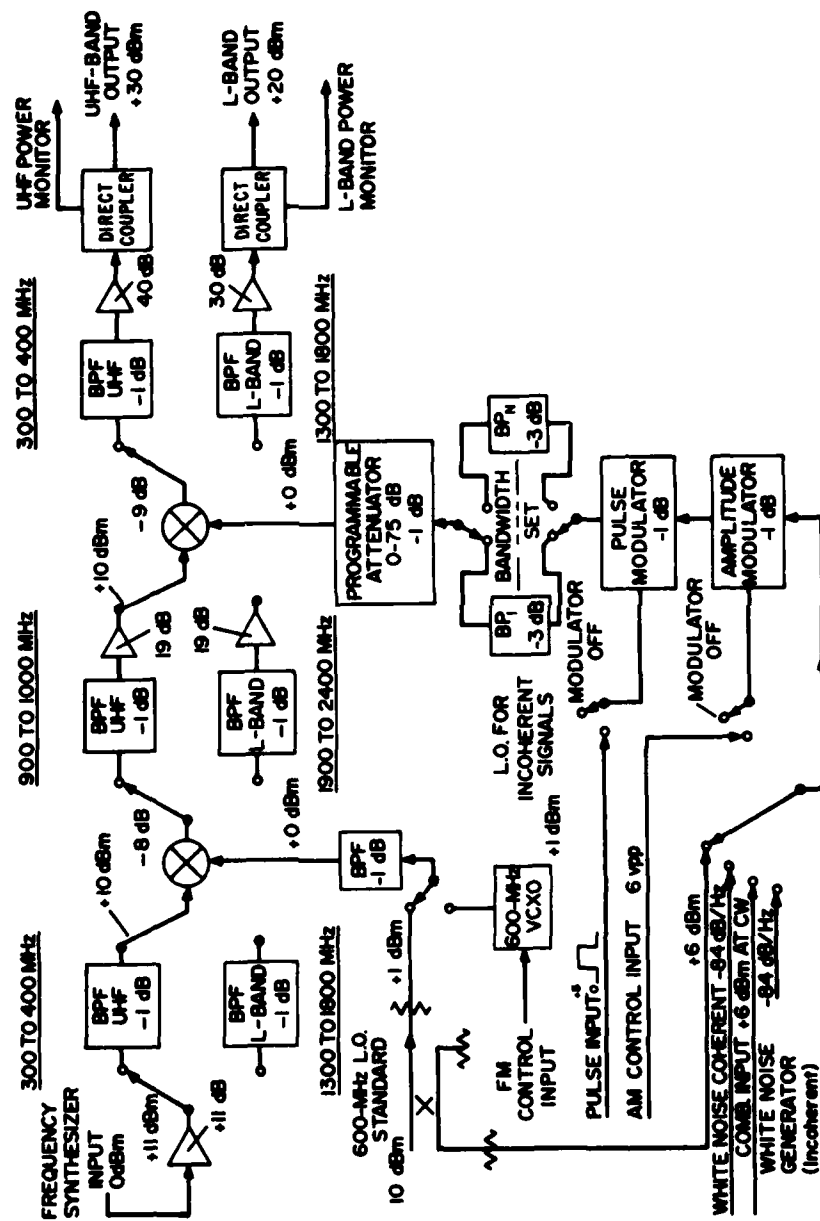 FREQUENCY
SYNTHESIZER
INPUT
0dBm
+11 dBm
+11 dB
300 TO 400 MHz
BPF
UHF
-1 dB
BPF
L-BAND
-1 dB
1300 TO 1800 MHz
+10 dBm
-8 dB
+0 dBm
BPF
-1 dB
900 TO 1000 MHz
BPF
UHF
-1 dB
19 dB
+10 dBm
BPF
L-BAND
-1 dB
19 dB
1900 TO 2400 MHz
-9 dB
+0 dBm
300 TO 400 MHz
BPF
UHF
-1 dB
40 dB
DIRECT
COUPLER
UHF POWER
MONITOR
UHF-BAND
OUTPUT
+30 dBm
BPF
L-BAND
-1 dB
30 dB
DIRECT
COUPLER
L-BAND
OUTPUT
+20 dBm
L-BAND POWER
MONITOR
1300 TO 1800 MHz
600-MHz L.O.
STANDARD
10 dBm
+1 dBm
X
600-MHz
VCXO
FM
CONTROL
INPUT
L.O. FOR
INCOHERENT
SIGNALS
+1 dBm
PROGRAMMABLE
ATTENUATOR
0-75 dB
-1 dB
BANDWIDTH
SET
BP1
-3 dB
BPN
-3 dB
PULSE
MODULATOR
-1 dB
MODULATOR
OFF
AMPLITUDE
MODULATOR
-1 dB
MODULATOR
OFF
PULSE INPUT
0
AM CONTROL INPUT 6 vpp
+6 dBm
WHITE NOISE COHERENT -84 dB/Hz
COMB. INPUT +6 dBm AT CW
WHITE NOISE -84 dB/Hz
GENERATOR
(Incoherent)